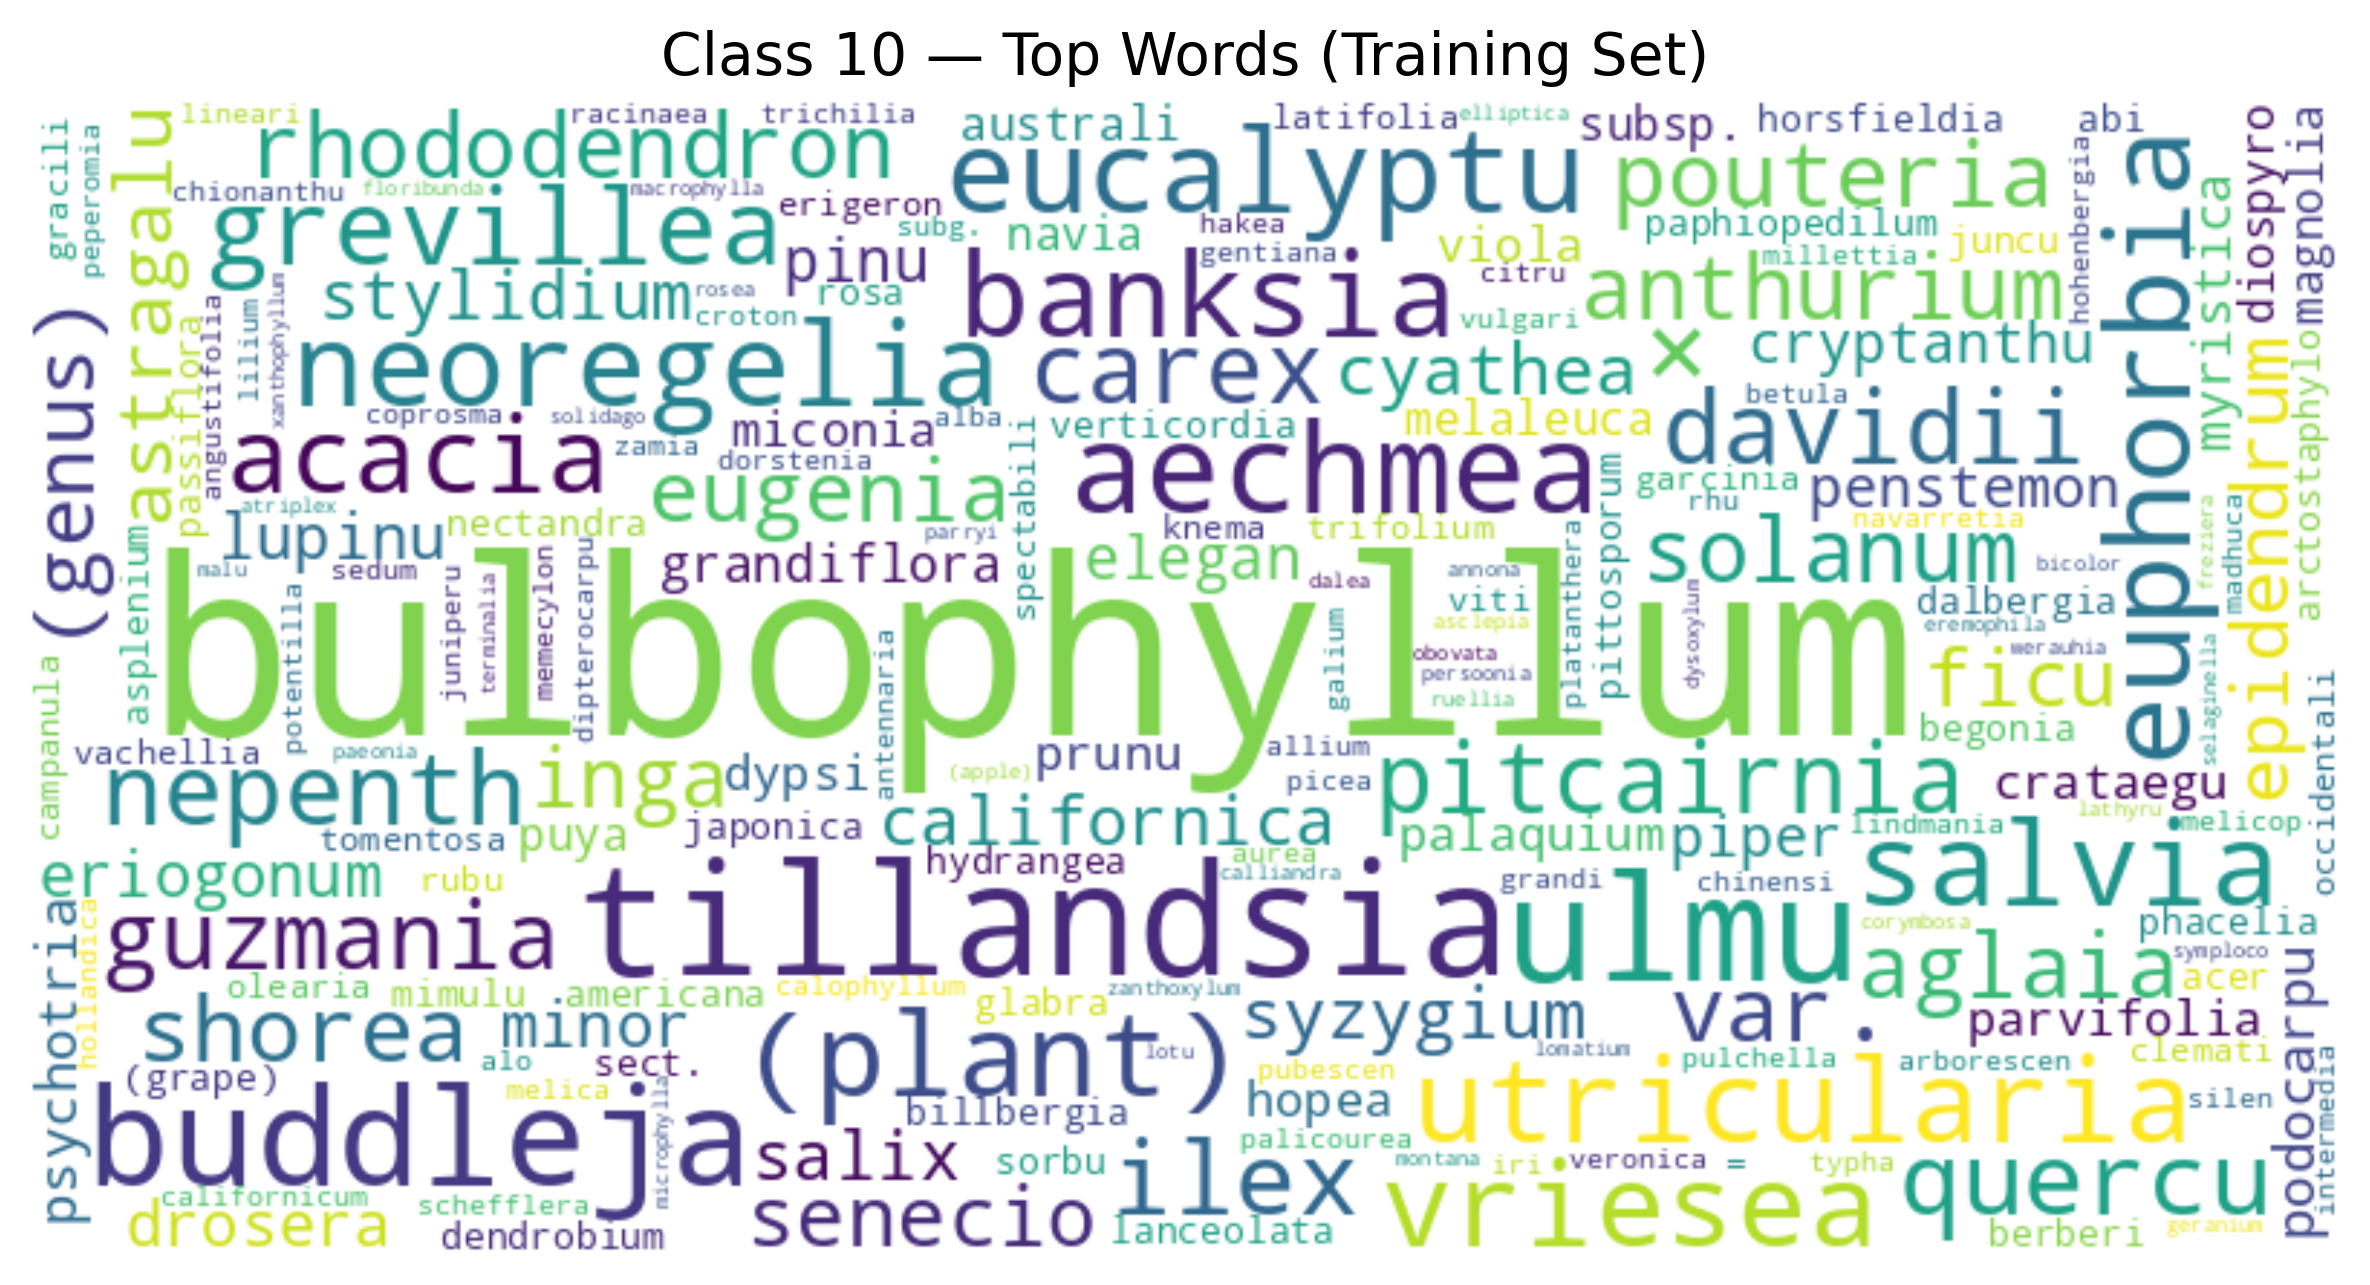 Class 10 — Top Words (Training Set)
gracili
peperomia
astragalu
lineari
rhododendron
racinaea
trichilia
australi
latifolia
elliptica
subsp.
horsfieldia
abi
diospyro
magnolia
chionanthu
floribunda
macrophylla
eucalyptu
pouteria
grevillea
erigeron
subg.
navia
hakea
gentiana
viola
paphiopedilum
juncu
millettia
hohenbergia
euphorbia
myristica
pinu
banksia
citru
anthurium
stylidium
rosea
rosa
croton
vulgari
(genus)
passiflora
angustifolia
lilium
xanthophyllum
neoregelia
carex
cyathea
×
cryptanthu
epidendrum
arctostaphylo
coprosma
solidago
miconia
alba
verticordia
melaleuca
betula
davidii
acacia
zamia
dorstenia
spectabili
aechmea
garcinia
rhu
penstemon
eugenia
atriplex
lupinu
nectandra
parryi
knema
trifolium
navarretia
solanum
bicolor
freziera
madhuca
asplenium
malu
sedum
grandiflora
elegan
dalea
annona
platanthera
pittosporum
bulbophyllum
potentilla
juniperu
terminalia
memecylon
dipterocarpu
antennaria
galium
viti
asclepia
obovata
persoonia
ruellia
dysoxylum
dalbergia
eremophila
werauhia
ficu
selaginella
begonia
campanula
vachellia
paeonia
nepenth
inga
dypsi
(apple)
prunu
allium
picea
pitcairnia
crataegu
occidentali
tomentosa
puya
japonica
californica
palaquium
piper
lindmania
lathyru
melicop
eriogonum
rubu
hydrangea
aurea
calliandra
grandi
chinensi
salvia
psychotria
hollandica
guzmania
tillandsia
ulmu
corymbosa
phacelia
aglaia
symploco
acer
olearia
mimulu
americana
calophyllum
glabra
zanthoxylum
shorea
minor
(plant)
lotu
syzygium
var.
parvifolia
podocarpu
alo
sect.
lomatium
pulchella
arborescen
clemati
(grape)
melica
microphylla
pubescen
buddleja
billbergia
hopea
utricularia
silen
intermedia
salix
sorbu
palicourea
ilex
montana
iri
veronica
=
typha
quercu
californicum
schefflera
drosera
dendrobium
senecio
lanceolata
vriesea
berberi
geranium